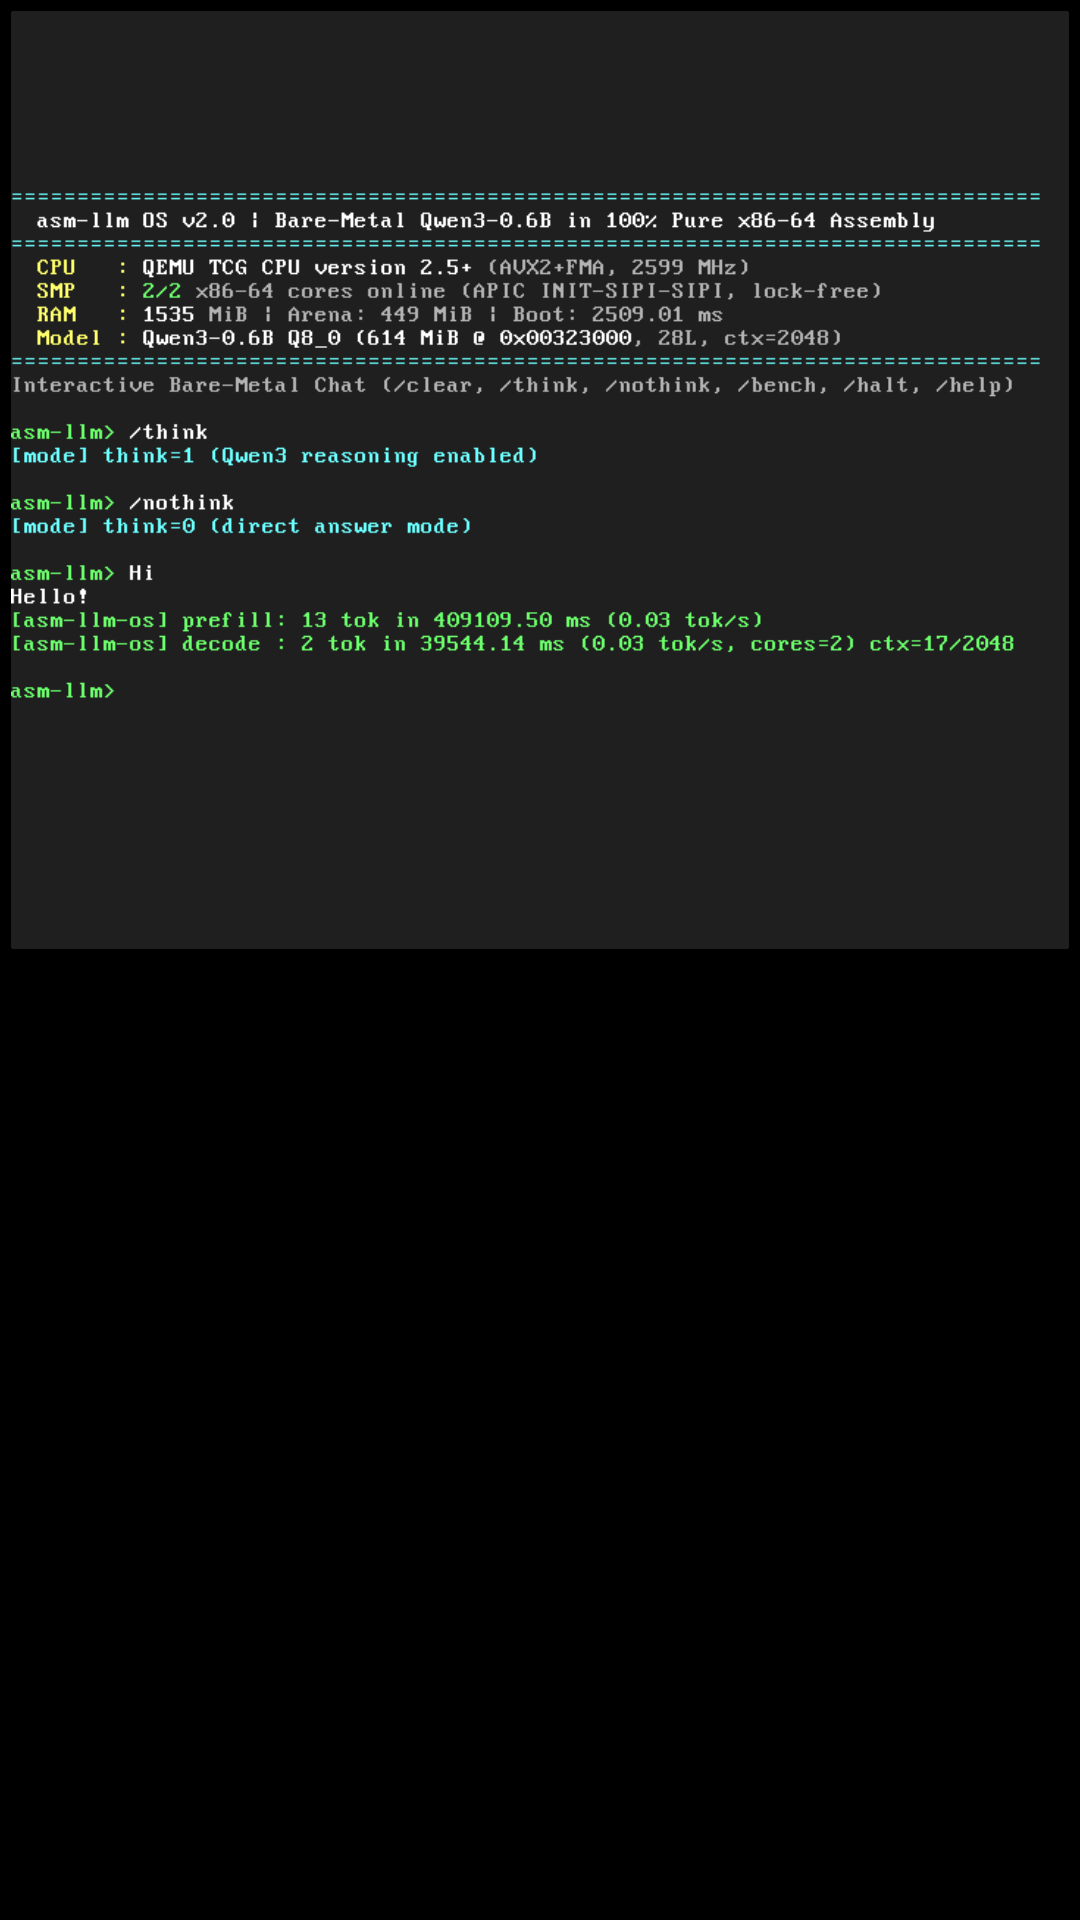 ==============================================================================
asm-llm OS v2.0 ¦ Bare-Metal Qwen3-0.6B in 100% Pure x86-64 Assembly
==============================================================================
CPU   : QEMU TCG CPU version 2.5+ (AVX2+FMA, 2599 MHz)
SMP   : 2/2 x86-64 cores online (APIC INIT-SIPI-SIPI, lock-free)
RAM   : 1535 MiB ¦ Arena: 449 MiB ¦ Boot: 2509.01 ms
Model : Qwen3-0.6B Q8_0 (614 MiB @ 0x00323000, 28L, ctx=2048)
==============================================================================
Interactive Bare-Metal Chat (/clear, /think, /nothink, /bench, /halt, /help)
asm-llm> /think
[mode] think=1 (Qwen3 reasoning enabled)
asm-llm> /nothink
[mode] think=0 (direct answer mode)
asm-llm> Hi
Hello!
[asm-llm-os] prefill: 13 tok in 409109.50 ms (0.03 tok/s)
[asm-llm-os] decode : 2 tok in 39544.14 ms (0.03 tok/s, cores=2) ctx=17/2048
asm-llm>